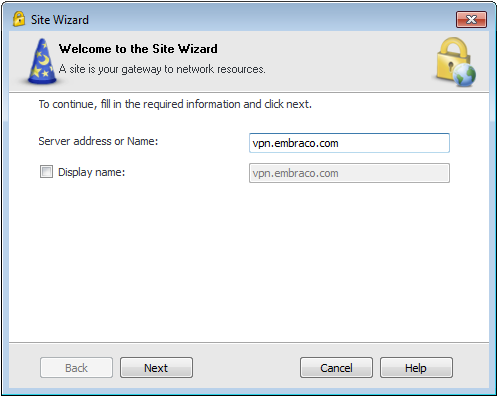 Site Wizard
Welcome to the Site Wizard
A site is your gateway to network resources.
To continue, fill in the required information and click next.
Server address or Name: vpn.embraco.com
Display name: vpn.embraco.com
Back Next Cancel Help